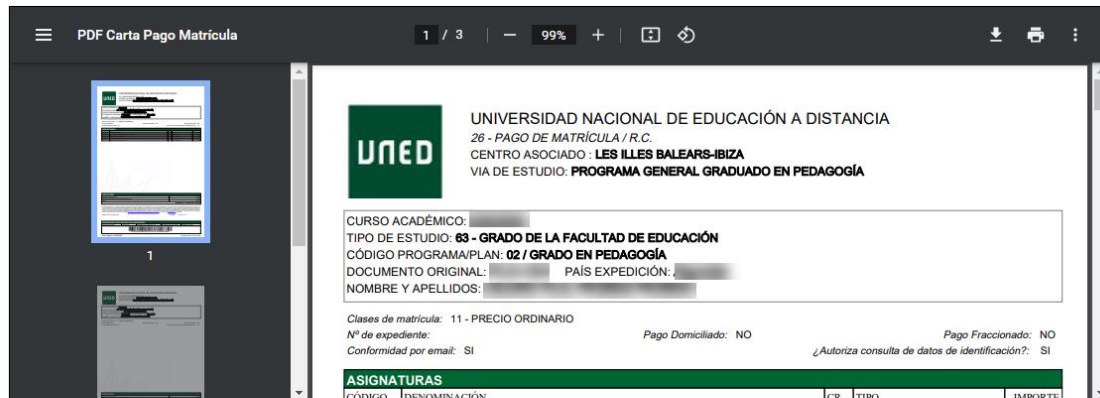 PDF Carta Pago Matrícula
1 / 3
99%
1
UNED
UNIVERSIDAD NACIONAL DE EDUCACIÓN A DISTANCIA
26 - PAGO DE MATRÍCULA / R.C.
CENTRO ASOCIADO : LES ILLES BALEARS-IBIZA
VIA DE ESTUDIO: PROGRAMA GENERAL GRADUADO EN PEDAGOGÍA
CURSO ACADÉMICO:
TIPO DE ESTUDIO: 63 - GRADO DE LA FACULTAD DE EDUCACIÓN
CÓDIGO PROGRAMA/PLAN: 02 / GRADO EN PEDAGOGÍA
DOCUMENTO ORIGINAL: PAÍS EXPEDICIÓN:
NOMBRE Y APELLIDOS:
Clases de matrícula: 11 - PRECIO ORDINARIO
Nº de expediente: Pago Domiciliado: NO Pago Fraccionado: NO
Conformidad por email: SI ¿Autoriza consulta de datos de identificación?: SI
ASIGNATURAS
CÓDIGO DENOMINACIÓN CR. TIPO IMPORTE